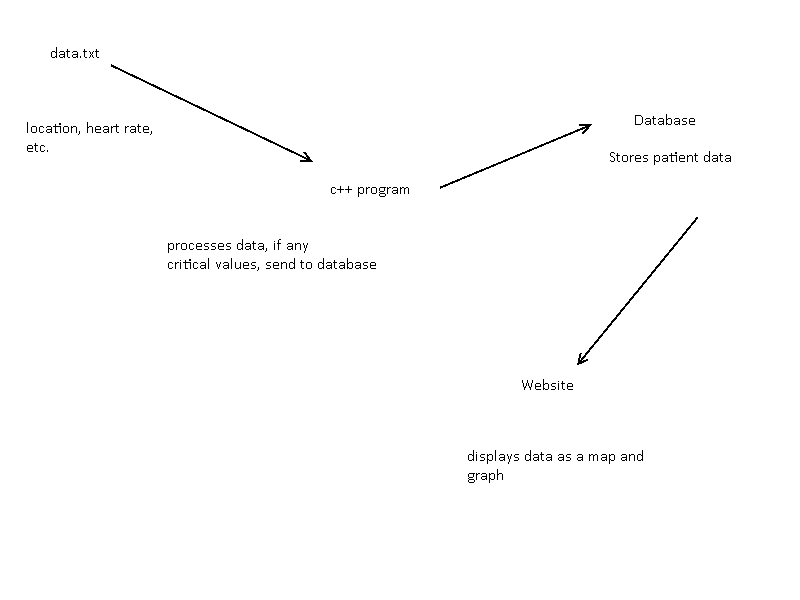 data.txt
location, heart rate,
etc.
c++ program
processes data, if any
critical values, send to database
Database
Stores patient data
Website
displays data as a map and
graph